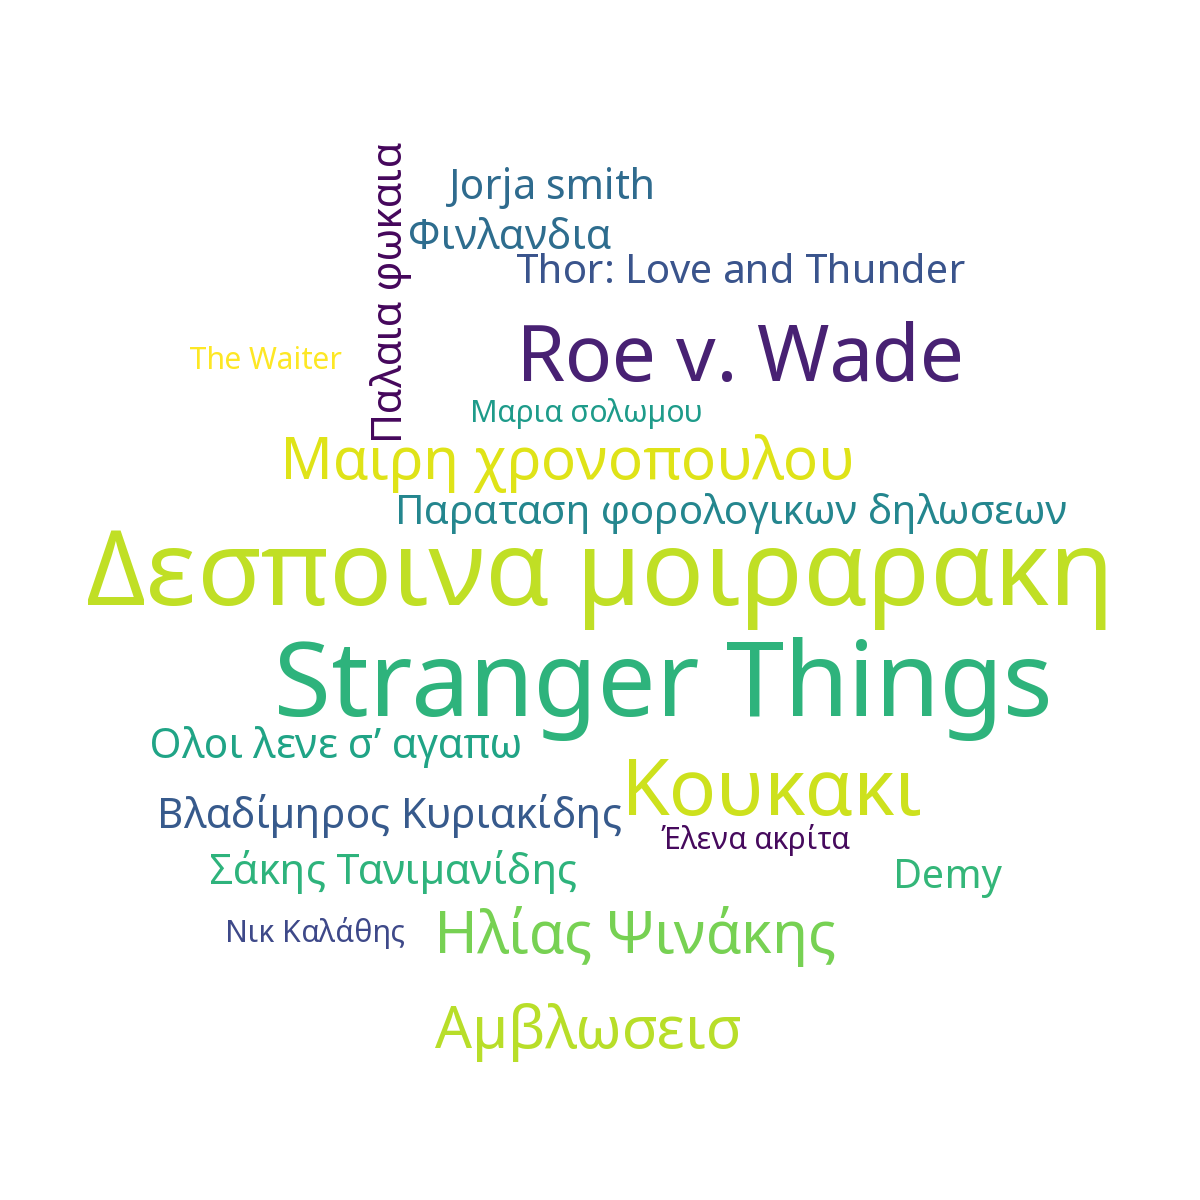 Παλαια φωκαια
Jorja smith
Φινλανδια
Thor: Love and Thunder
Roe v. Wade
The Waiter
Μαρια σολωμου
Μαιρη χρονοπουλου
Παραταση φορολογικων δηλωσεων
Δεσποινα μοιραρακη
Stranger Things
Ολοι λενε σ’ αγαπω
Κουκακι
Βλαδίμηρος Κυριακίδης
Έλενα ακρίτα
Σάκης Τανιμανίδης
Demy
Νικ Καλάθης
Ηλίας Ψινάκης
Αμβλωσεισ